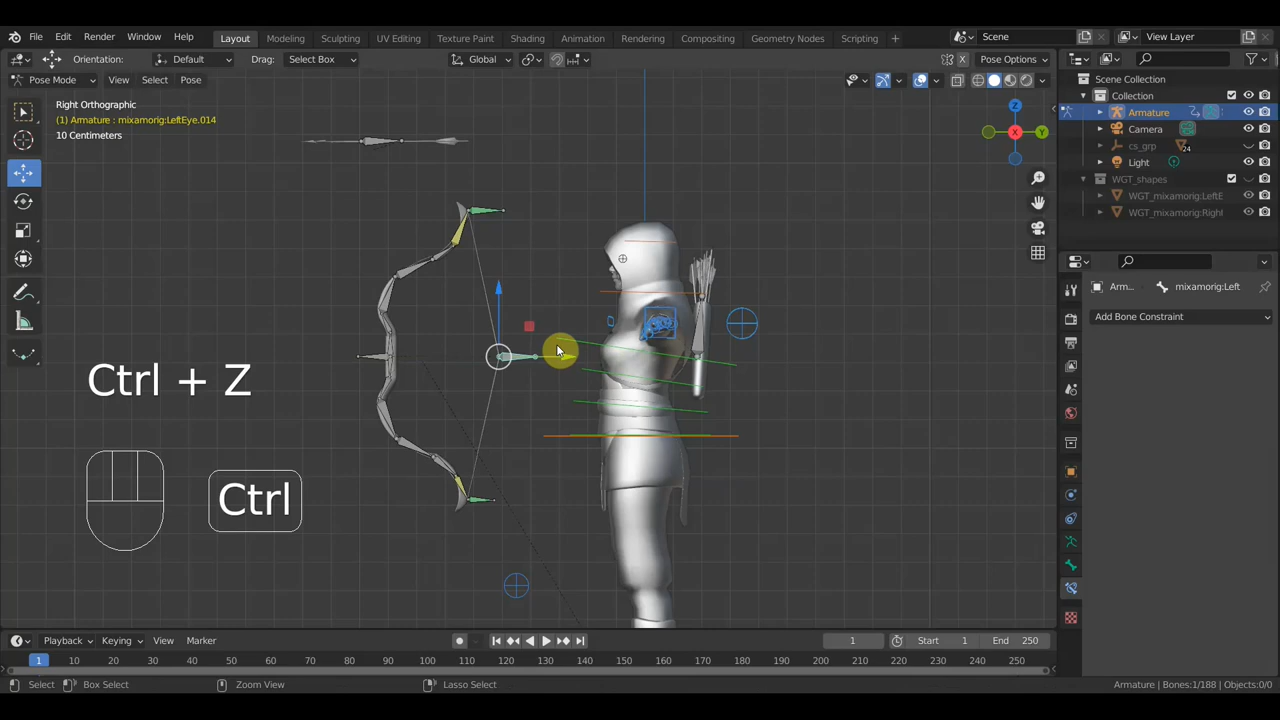 File Edit Render Window Help Layout Modeling Sculpting UV Editing Texture Paint Shading Animation Rendering Compositing Geometry Nodes Scripting + Scene View Layer
Orientation: Default Drag: Select Box Global X Pose Options
Pose Mode View Select Pose
Scene Collection
Collection
Armature
Camera
cs_grp 24
Light
WGT_shapes
WGT_mixamorig:LeftE
WGT_mixamorig:Righ
Right Orthographic
(1) Armature : mixamorig:LeftEye.014
10 Centimeters
Z
Y
X
Arm... mixamorig:Left
Add Bone Constraint
Ctrl + Z
Ctrl
Playback Keying View Marker 1 Start 1 End 250
1 10 20 30 40 50 60 70 80 90 100 110 120 130 140 150 160 170 180 190 200 210 220 230 240 250
Select Box Select Zoom View Lasso Select Armature | Bones:1/188 | Objects:0/0